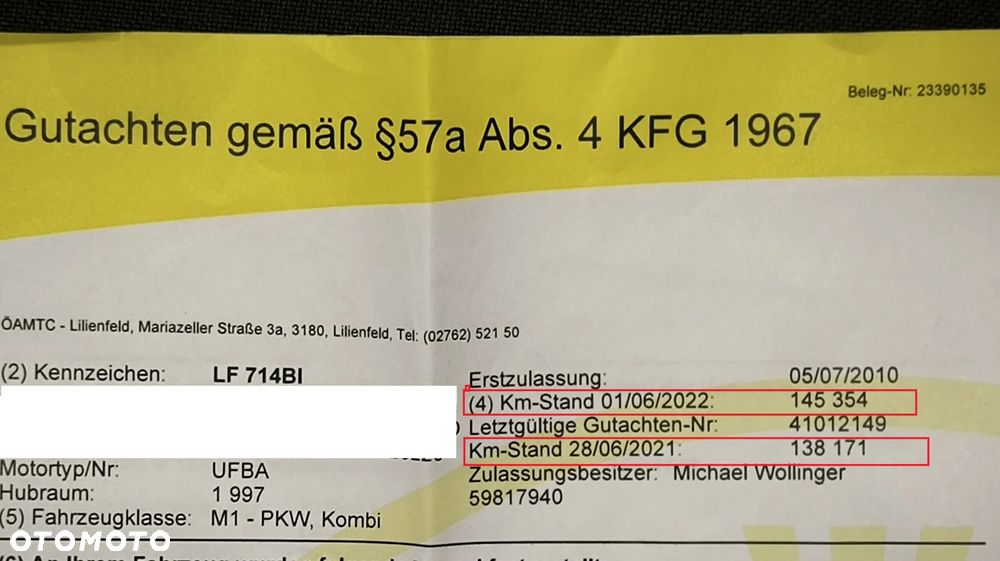 Beleg-Nr: 23390135
Gutachten gemäß §57a Abs. 4 KFG 1967
ÖAMTC - Lilienfeld, Mariazeller Straße 3a, 3180, Lilienfeld, Tel: (02762) 521 50
(2) Kennzeichen: LF 714BI
Erstzulassung: 05/07/2010
(4) Km-Stand 01/06/2022: 145 354
Letztgültige Gutachten-Nr: 41012149
Km-Stand 28/06/2021: 138 171
Motortyp/Nr: UFBA
Zulassungsbesitzer: Michael Wollinger
Hubraum: 1 997
59817940
(5) Fahrzeugklasse: M1 - PKW, Kombi
OTOMOTO